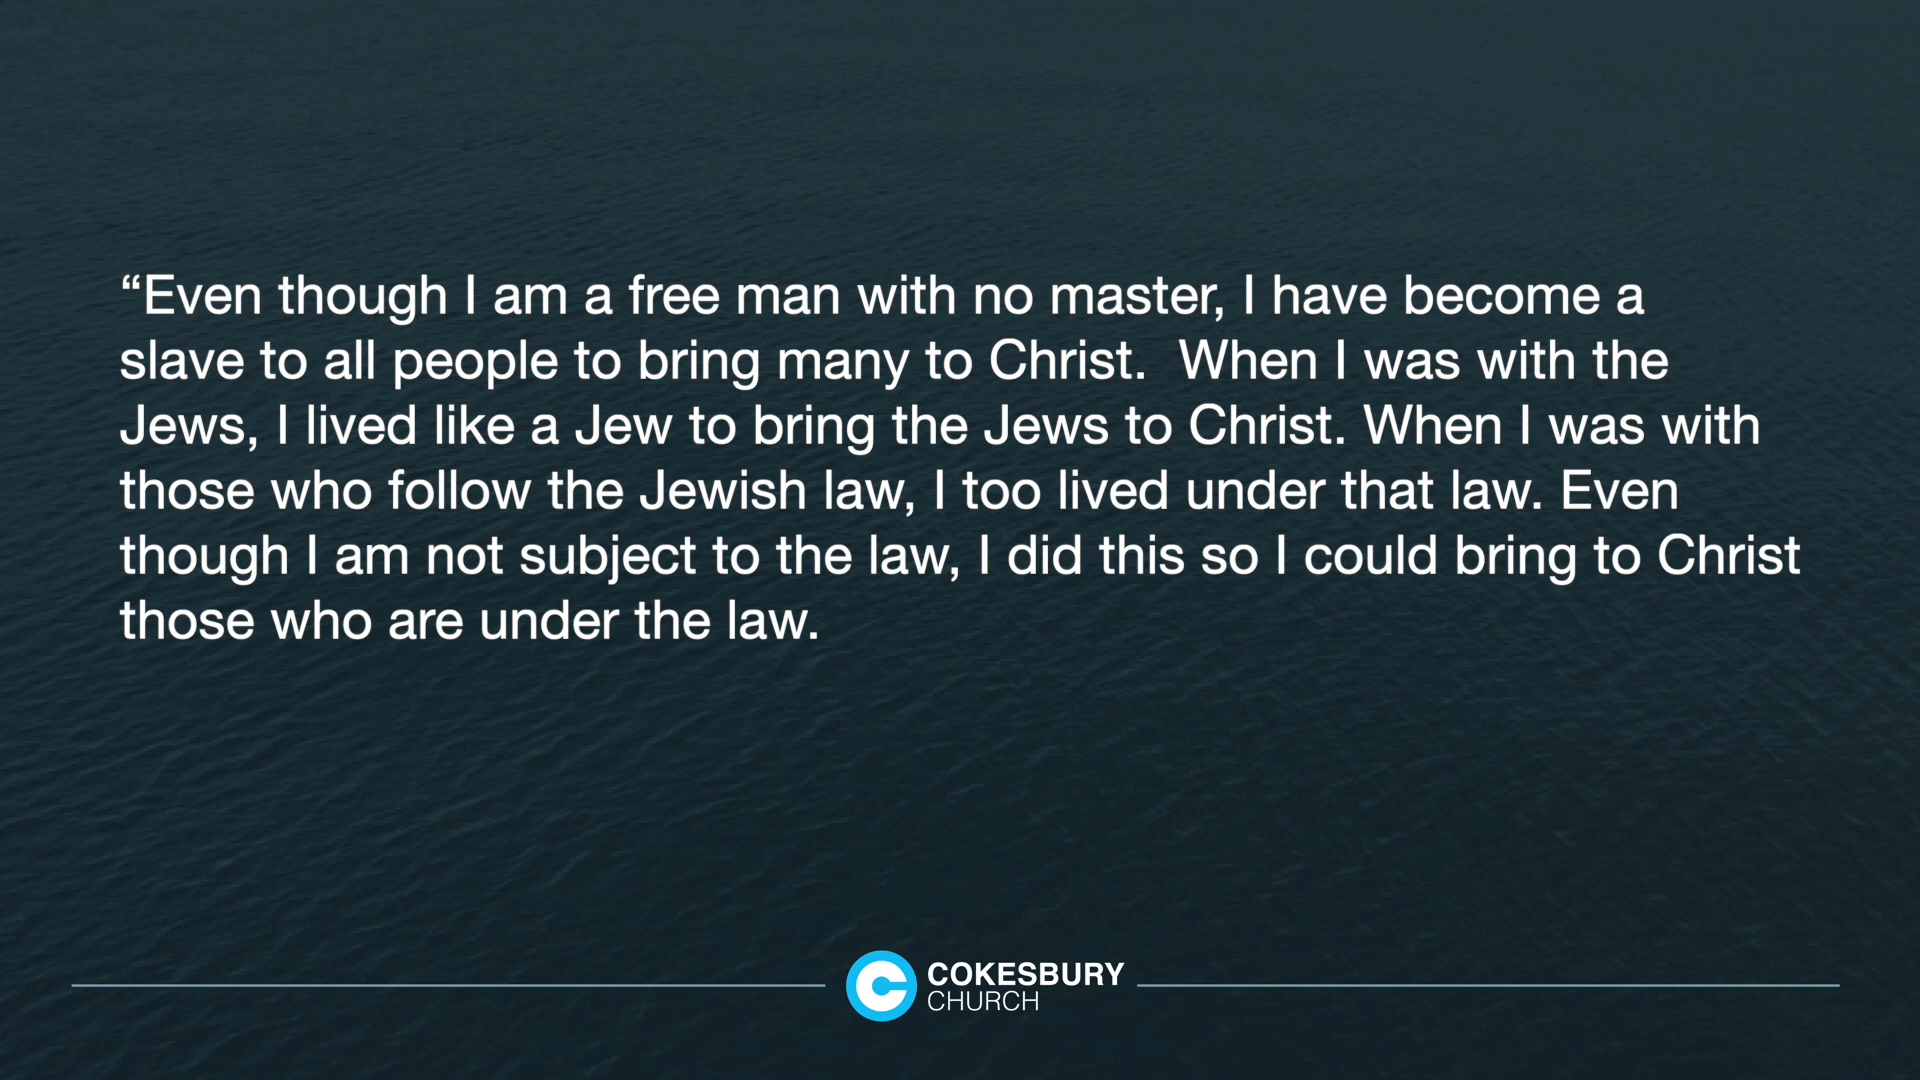 “Even though I am a free man with no master, I have become a
slave to all people to bring many to Christ.  When I was with the
Jews, I lived like a Jew to bring the Jews to Christ. When I was with
those who follow the Jewish law, I too lived under that law. Even
though I am not subject to the law, I did this so I could bring to Christ
those who are under the law.
COKESBURY
CHURCH